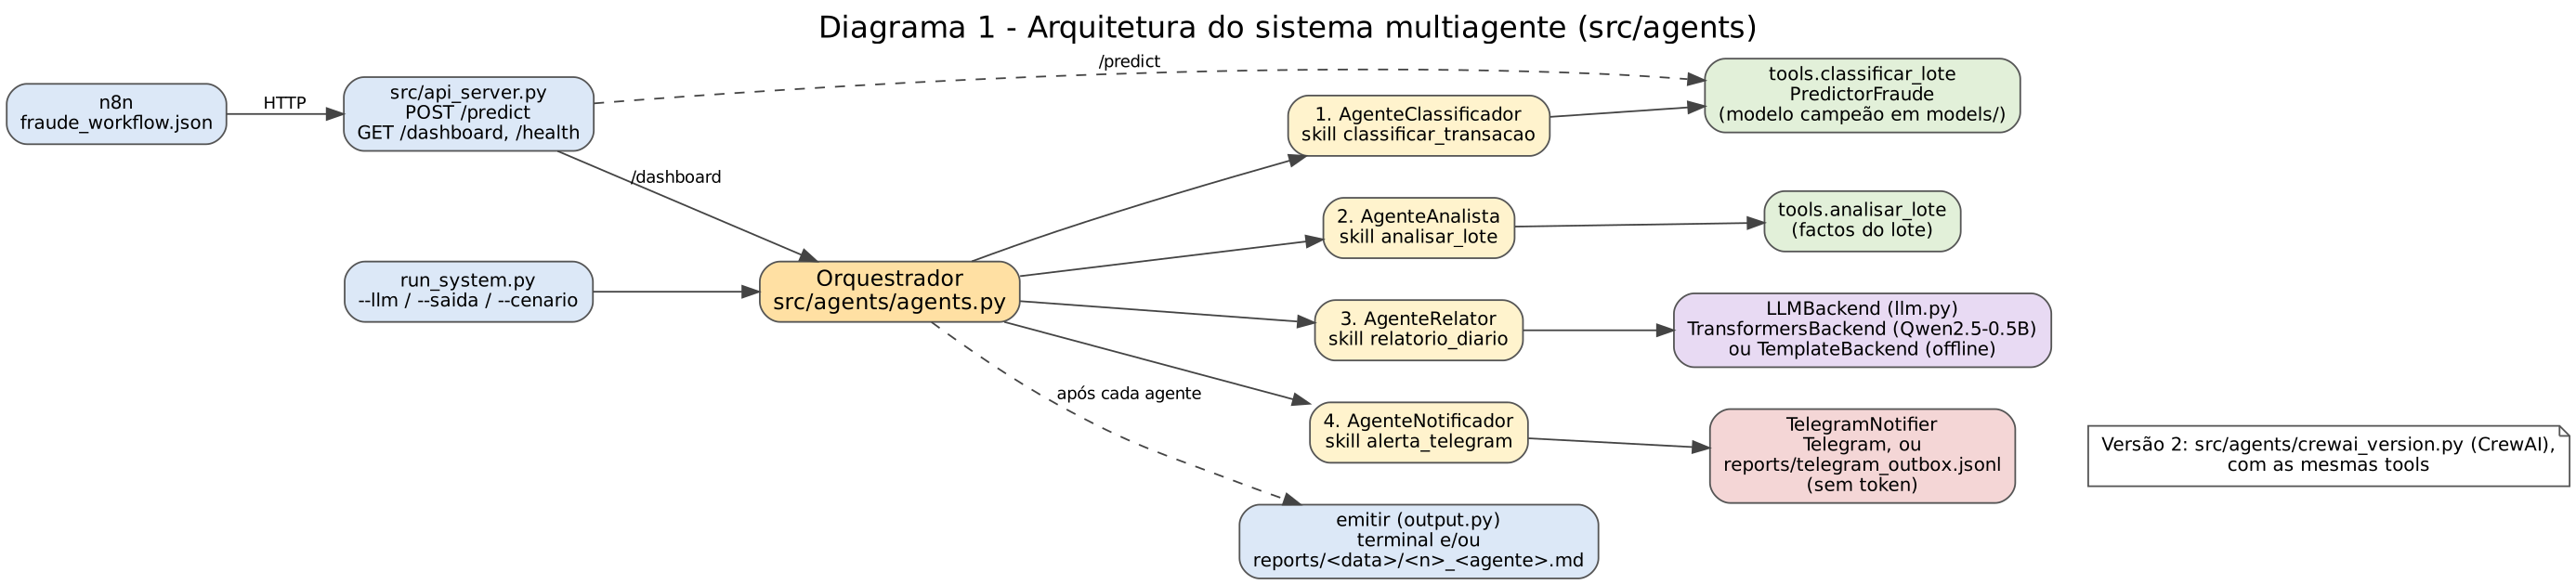 Diagrama 1 - Arquitetura do sistema multiagente (src/agents)
n8n
fraude_workflow.json
HTTP
src/api_server.py
POST /predict
GET /dashboard, /health
/predict
/dashboard
run_system.py
--llm / --saida / --cenario
Orquestrador
src/agents/agents.py
após cada agente
1. AgenteClassificador
skill classificar_transacao
2. AgenteAnalista
skill analisar_lote
3. AgenteRelator
skill relatorio_diario
4. AgenteNotificador
skill alerta_telegram
emitir (output.py)
terminal e/ou
reports/<data>/<n>_<agente>.md
tools.classificar_lote
PredictorFraude
(modelo campeão em models/)
tools.analisar_lote
(factos do lote)
LLMBackend (llm.py)
TransformersBackend (Qwen2.5-0.5B)
ou TemplateBackend (offline)
TelegramNotifier
Telegram, ou
reports/telegram_outbox.jsonl
(sem token)
Versão 2: src/agents/crewai_version.py (CrewAI),
com as mesmas tools